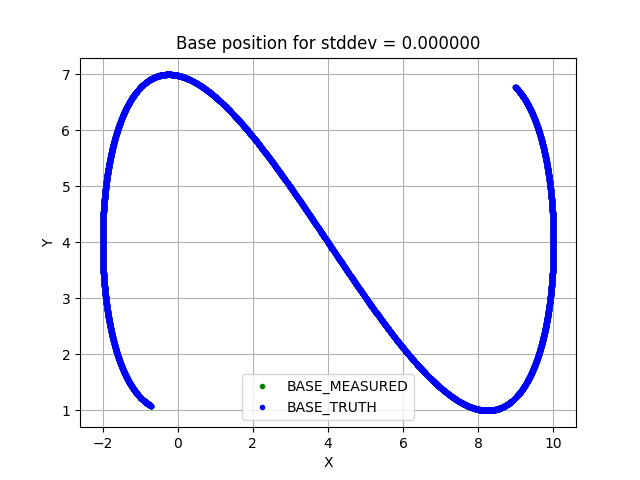 Base position for stddev = 0.000000
Y
7
6
5
4
3
2
1
BASE_MEASURED
BASE_TRUTH
−2 0 2 4 6 8 10
X